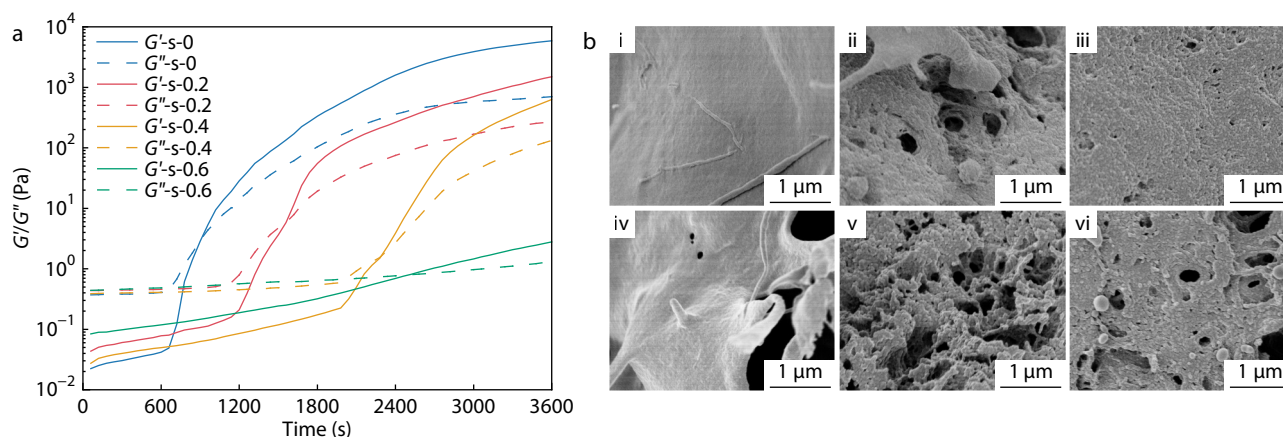 a
10⁴
10³
10²
10¹
10⁰
10⁻¹
10⁻²
G′/G″ (Pa)
G′-s-0
G″-s-0
G′-s-0.2
G″-s-0.2
G′-s-0.4
G″-s-0.4
G′-s-0.6
G″-s-0.6
0 600 1200 1800 2400 3000 3600
Time (s)
b
i ii iii
1 μm 1 μm 1 μm
iv v vi
1 μm 1 μm 1 μm